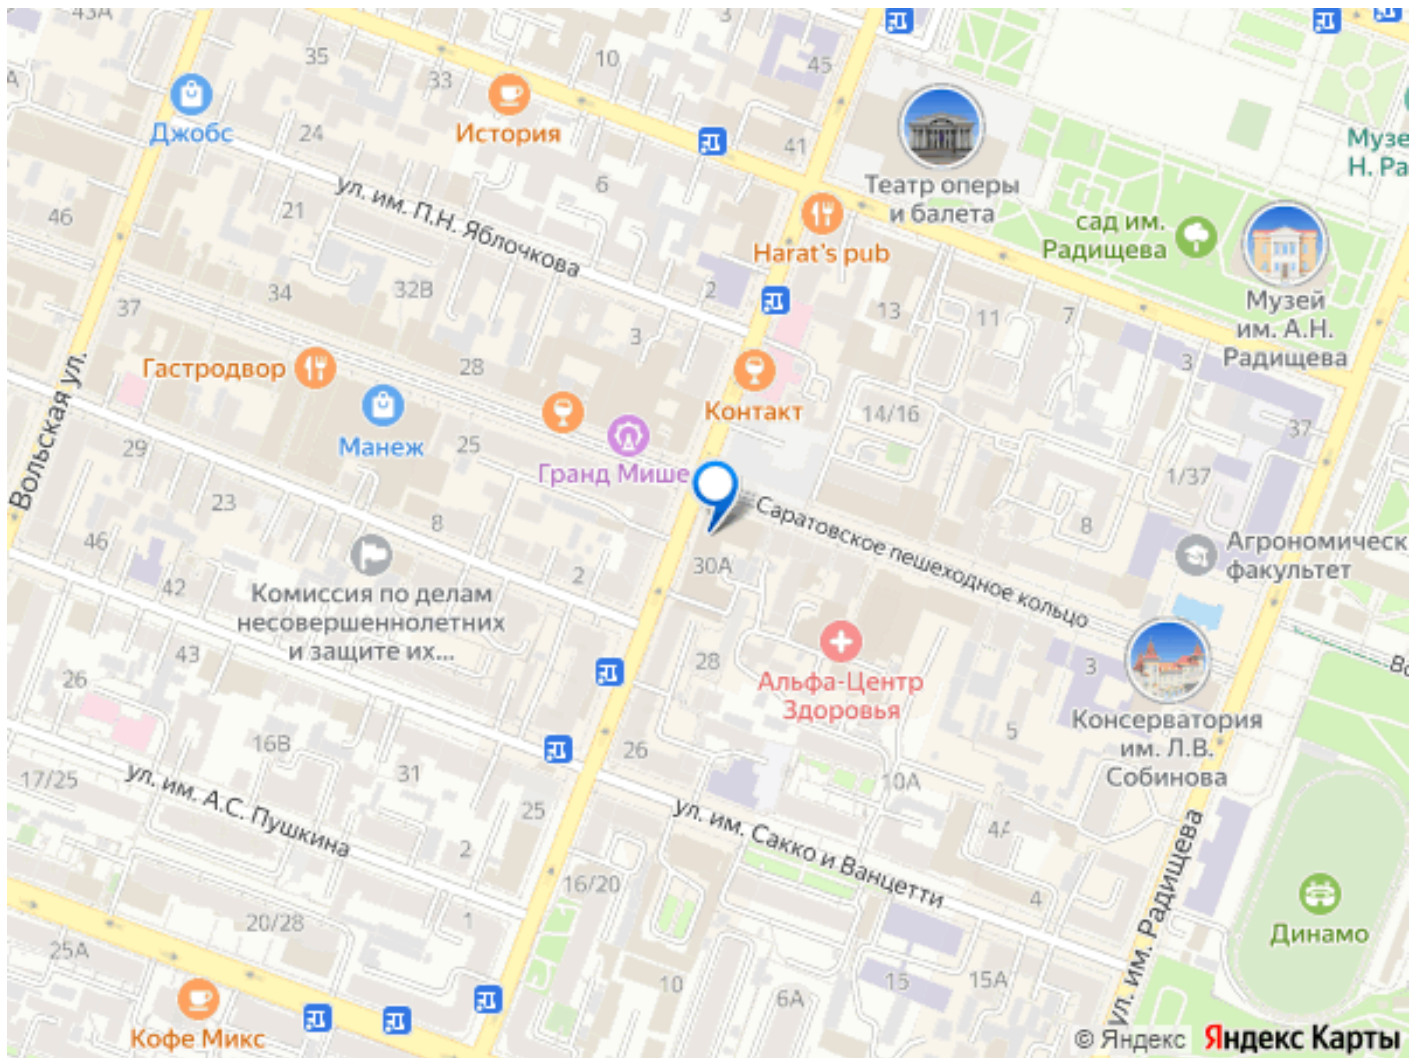 43А
35
33
10
45
Джобс
История
24
41
6
Театр оперы
и балета
Музе
Н. Ра
ул. им. П.Н. Яблочкова
46
21
сад им.
Радищева
Harat's pub
34
32В
2
13
11
7
Музей
им. А.Н.
Радищева
37
3
3
Гастродвор
28
Контакт
14/16
37
Вольская ул.
Манеж
25
29
Гранд Мише
1/37
23
8
Саратовское пешеходное кольцо
8
46
Агрономическ
факультет
30А
2
42
Комиссия по делам
несовершеннолетних
и защите их...
43
28
3
Во
26
Альфа-Центр
Здоровья
Консерватория
им. Л.В.
Собинова
16В
26
5
17/25
31
10А
ул. им. А.С. Пушкина
25
ул. им. Сакко и Ванцетти
4А
2
ул. им. Радищева
16/20
4
20/28
1
Динамо
25А
10
6А
15
15А
Кофе Микс
© Яндекс Яндекс Карты